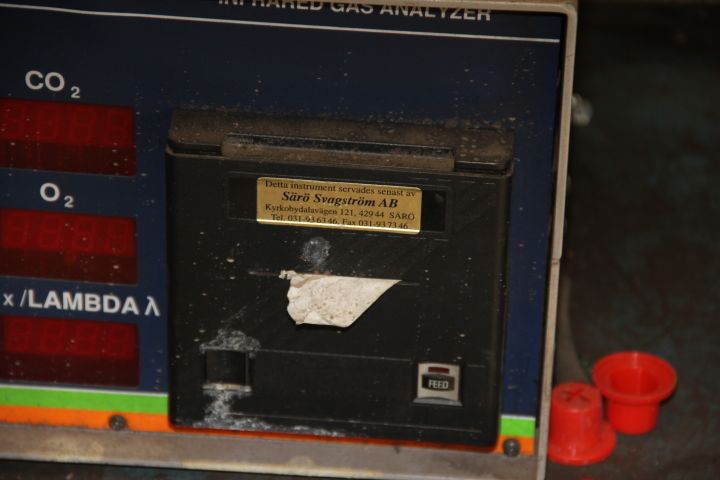 INFRARED GAS ANALYZER
CO2
O2
x /LAMBDA λ
Detta instrument servades senast av
Särö Svagström AB
Kyrkobydalavägen 121, 429 44 SÄRÖ
Tel. 031-93 63 46, Fax 031-93 73 46
FEED